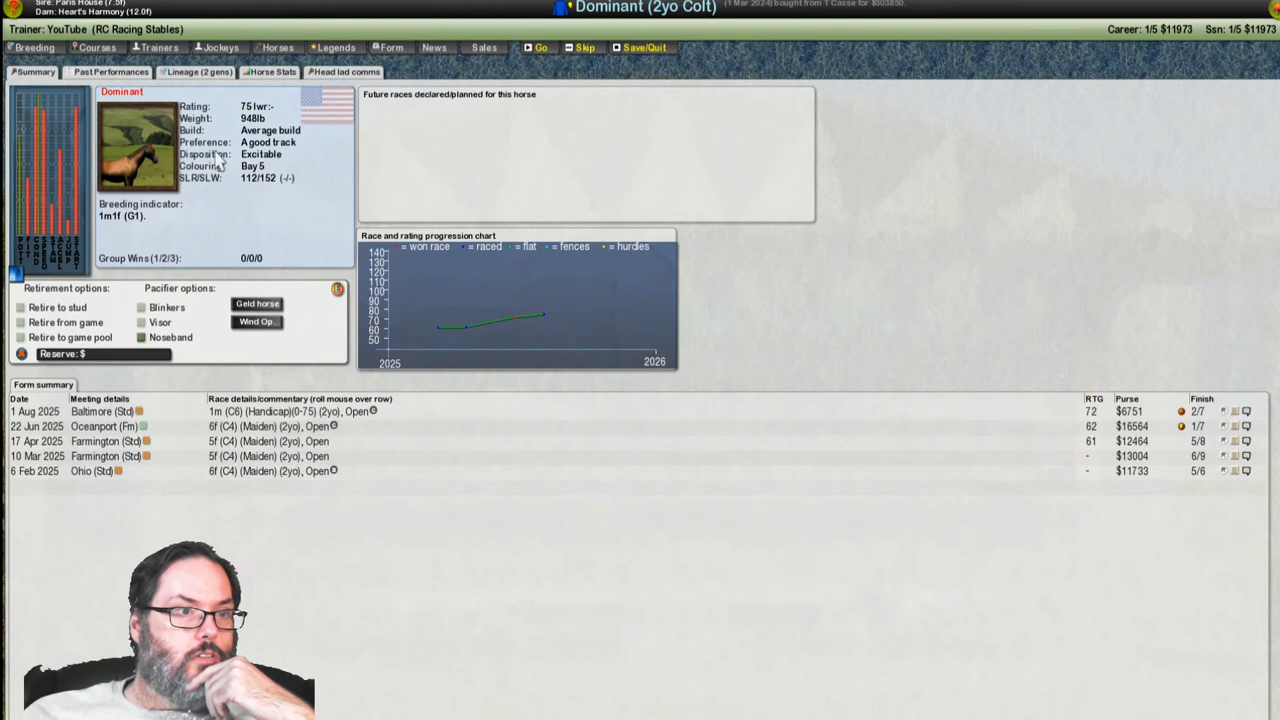 Sire: Paris House (7.5f)
Dam: Heart's Harmony (12.0f)
Dominant (2yo Colt)
(1 Mar 2024) bought from T Casse for $803850.
Trainer: YouTube (RC Racing Stables)
Career: 1/5 $11973 Ssn: 1/5 $11973
Breeding Courses Trainers Jockeys Horses Legends Form News Sales Go Skip Save/Quit
Summary Past Performances Lineage (2 gens) Horse Stats Head lad comms
Dominant
Rating: 75 lwr:-
Weight: 948lb
Build: Average build
Preference: A good track
Disposition: Excitable
Colouring: Bay 5
SLR/SLW: 112/152 (-/-)
Breeding indicator:
1m1f (G1).
Group Wins (1/2/3): 0/0/0
POTT FIT COND SPEED STAM ACCEL JUMP START
Future races declared/planned for this horse
Race and rating progression chart
= won race = raced = flat = fences = hurdles
140
130
120
110
100
90
80
70
60
50
2025 2026
Retirement options: Pacifier options:
Retire to stud Blinkers Geld horse
Retire from game Visor Wind Op.
Retire to game pool Noseband
Reserve: $
Form summary
Date Meeting details Race details/commentary (roll mouse over row) RTG Purse Finish
1 Aug 2025 Baltimore (Std) 1m (C6) (Handicap)(0-75) (2yo), Open 72 $6751 2/7
22 Jun 2025 Oceanport (Fm) 6f (C4) (Maiden) (2yo), Open 62 $16564 1/7
17 Apr 2025 Farmington (Std) 5f (C4) (Maiden) (2yo), Open 61 $12464 5/8
10 Mar 2025 Farmington (Std) 5f (C4) (Maiden) (2yo), Open - $13004 6/9
6 Feb 2025 Ohio (Std) 6f (C4) (Maiden) (2yo), Open - $11733 5/6